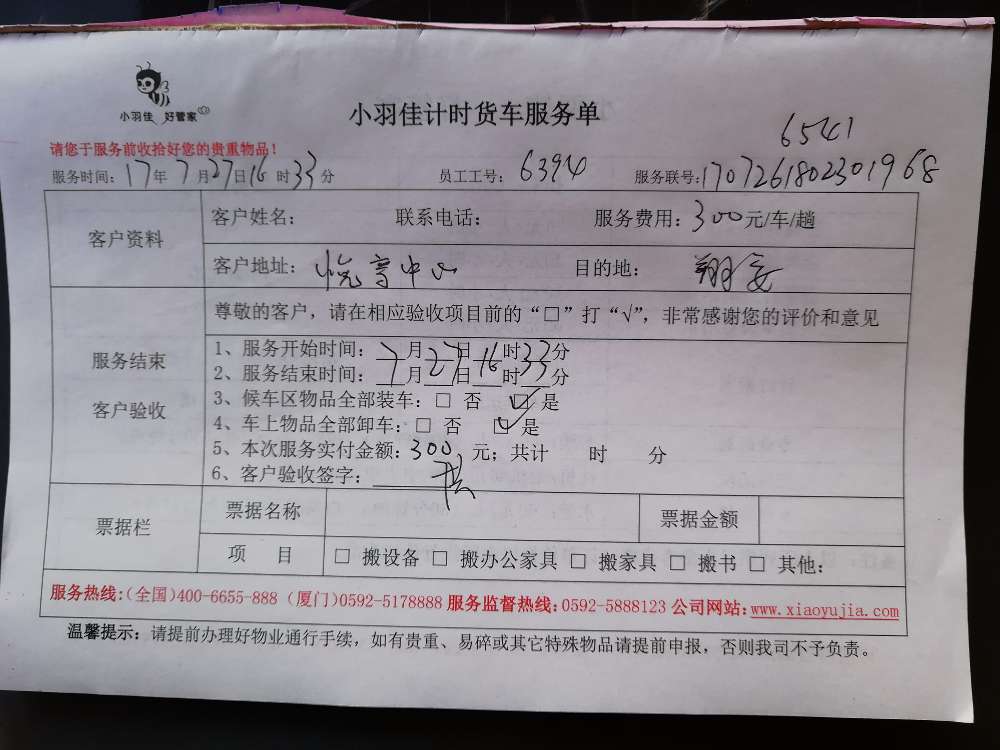 小羽佳 好管家
小羽佳计时货车服务单
6541
请您于服务前收拾好您的贵重物品!
服务时间: 17年 7月27日16时33分 员工工号: 6394 服务联号: 1707261802301968
客户资料
客户姓名: 联系电话: 服务费用: 300元/车/趟
客户地址: 悦享中心 目的地: 翔安
服务结束
客户验收
尊敬的客户,请在相应验收项目前的“□”打“√”,非常感谢您的评价和意见
1、服务开始时间: 7月27日16时33分
2、服务结束时间: 7月27日16时33分
3、候车区物品全部装车: □ 否 ☑ 是
4、车上物品全部卸车: □ 否 ☑ 是
5、本次服务实付金额: 300 元; 共计 时 分
6、客户验收签字:
票据栏
票据名称 票据金额
项 目 □ 搬设备 □ 搬办公家具 □ 搬家具 □ 搬书 □ 其他:
服务热线:(全国)400-6655-888 (厦门)0592-5178888 服务监督热线:0592-5888123 公司网站:www.xiaoyujia.com
温馨提示: 请提前办理好物业通行手续,如有贵重、易碎或其它特殊物品请提前申报,否则我司不予负责。